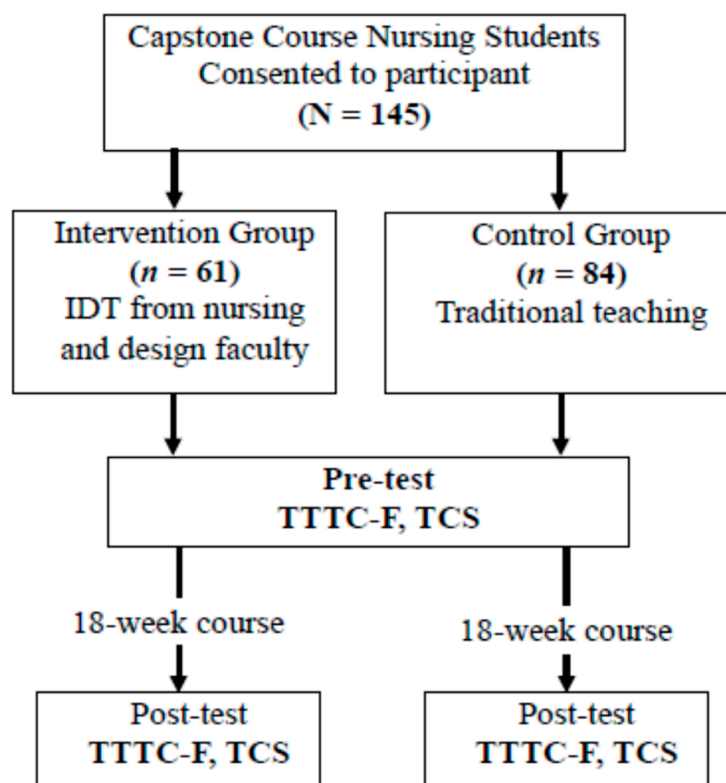 Capstone Course Nursing Students
Consented to participant
(N = 145)
Intervention Group
(n = 61)
IDT from nursing
and design faculty
Control Group
(n = 84)
Traditional teaching
Pre-test
TTTC-F, TCS
18-week course
18-week course
Post-test
TTTC-F, TCS
Post-test
TTTC-F, TCS